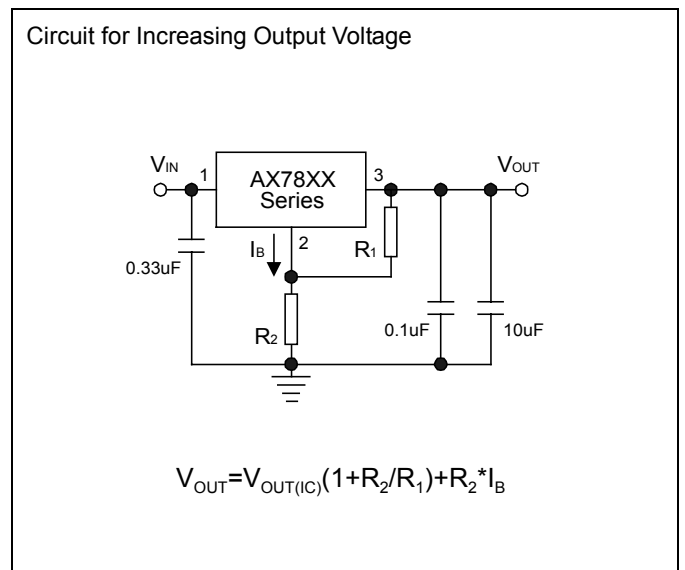 Circuit for Increasing Output Voltage
VIN
1
AX78XX
Series
3
VOUT
IB
2
R1
0.33uF
R2
0.1uF
10uF
VOUT=VOUT(IC)(1+R2/R1)+R2*IB